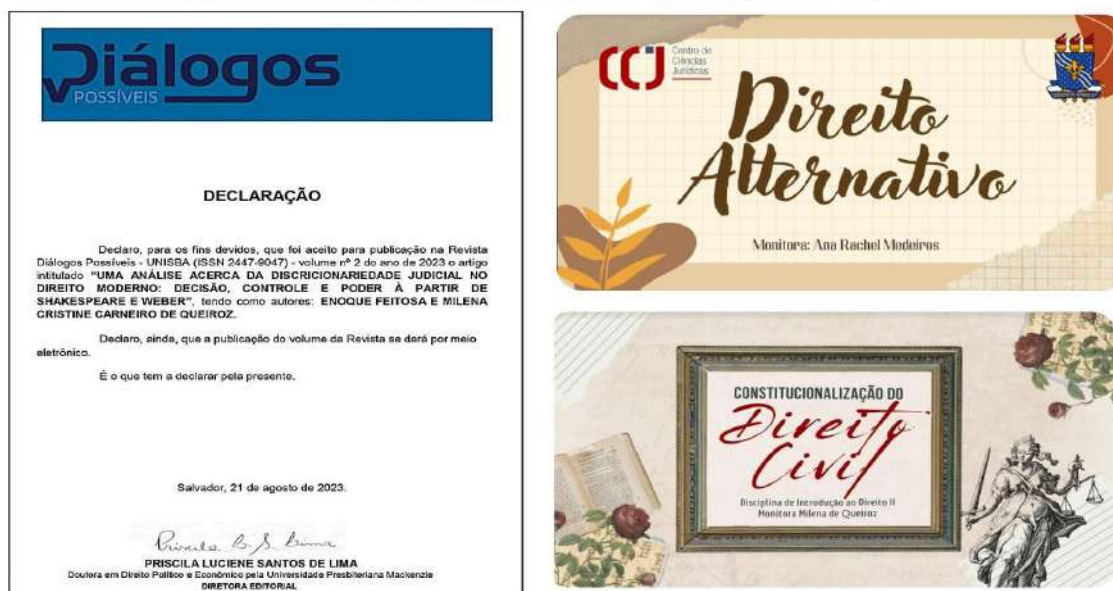 Diálogos
POSSÍVEIS
DECLARAÇÃO
Declaro, para os fins devidos, que foi aceito para publicação na Revista
Diálogos Possíveis - UNISBA (ISSN 2447-9047) - volume nº 2 do ano de 2023 o artigo
intitulado "UMA ANÁLISE ACERCA DA DISCRICIONARIEDADE JUDICIAL NO
DIREITO MODERNO: DECISÃO, CONTROLE E PODER À PARTIR DE
SHAKESPEARE E WEBER", tendo como autores: ENOQUE FEITOSA E MILENA
CRISTINE CARNEIRO DE QUEIROZ.
Declaro, ainda, que a publicação do volume da Revista se dará por meio
eletrônico.
É o que tem a declarar pela presente.
Salvador, 21 de agosto de 2023.
Priscila L. S. Lima
PRISCILA LUCIENE SANTOS DE LIMA
Doutora em Direito Político e Econômico pela Universidade Presbiteriana Mackenzie
DIRETORA EDITORIAL
CCJ
Centro de
Ciências
Jurídicas
Direito
Alternativo
Monitora: Ana Rachel Medeiros
CONSTITUCIONALIZAÇÃO DO
Direito
Civil
Disciplina de Introdução ao Direito II
Monitora Milena de Queiroz